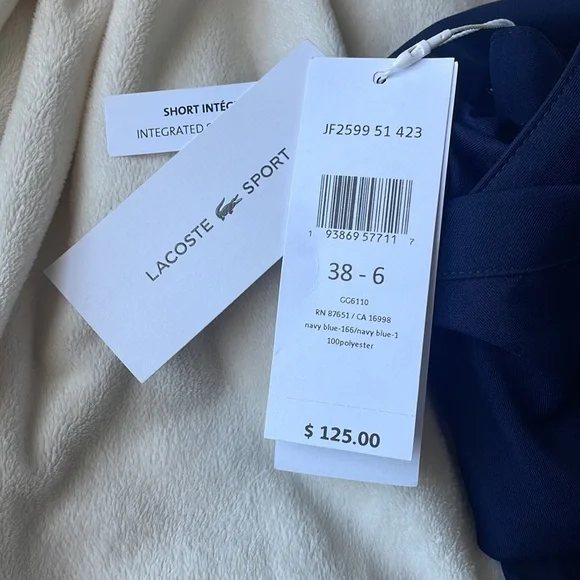 SHORT INTÉG
INTEGRATED
LACOSTE SPORT
JF2599 51 423
1 93869 57711 7
38 - 6
GG6110
RN 87651 / CA 16998
navy blue-166/navy blue-1
100polyester
$ 125.00